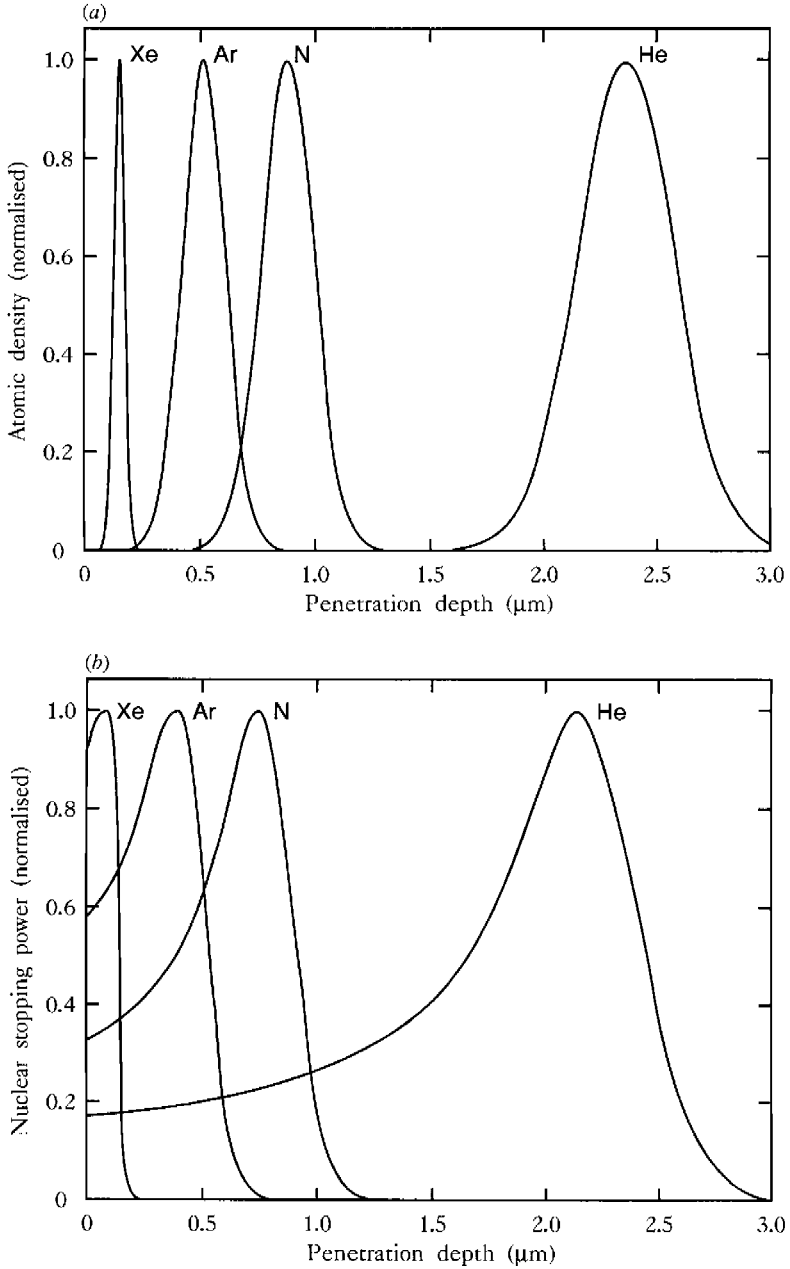 (a)
Xe Ar N He
1.0
0.8
0.6
0.4
0.2
0
0 0.5 1.0 1.5 2.0 2.5 3.0
Atomic density (normalised)
Penetration depth (μm)
(b)
Xe Ar N He
1.0
0.8
0.6
0.4
0.2
0
0 0.5 1.0 1.5 2.0 2.5 3.0
Nuclear stopping power (normalised)
Penetration depth (μm)